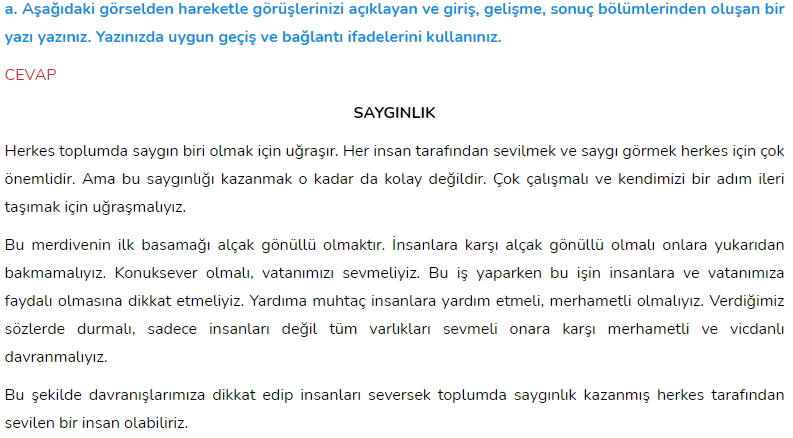 a. Aşağıdaki görselden hareketle görüşlerinizi açıklayan ve giriş, gelişme, sonuç bölümlerinden oluşan bir
yazı yazınız. Yazınızda uygun geçiş ve bağlantı ifadelerini kullanınız.
CEVAP
SAYGINLIK
Herkes toplumda saygın biri olmak için uğraşır. Her insan tarafından sevilmek ve saygı görmek herkes için çok
önemlidir. Ama bu saygınlığı kazanmak o kadar da kolay değildir. Çok çalışmalı ve kendimizi bir adım ileri
taşımak için uğraşmalıyız.
Bu merdivenin ilk basamağı alçak gönüllü olmaktır. İnsanlara karşı alçak gönüllü olmalı onlara yukarıdan
bakmamalıyız. Konuksever olmalı, vatanımızı sevmeliyiz. Bu iş yaparken bu işin insanlara ve vatanımıza
faydalı olmasına dikkat etmeliyiz. Yardıma muhtaç insanlara yardım etmeli, merhametli olmalıyız. Verdiğimiz
sözlerde durmalı, sadece insanları değil tüm varlıkları sevmeli onara karşı merhametli ve vicdanlı
davranmalıyız.
Bu şekilde davranışlarımıza dikkat edip insanları seversek toplumda saygınlık kazanmış herkes tarafından
sevilen bir insan olabiliriz.